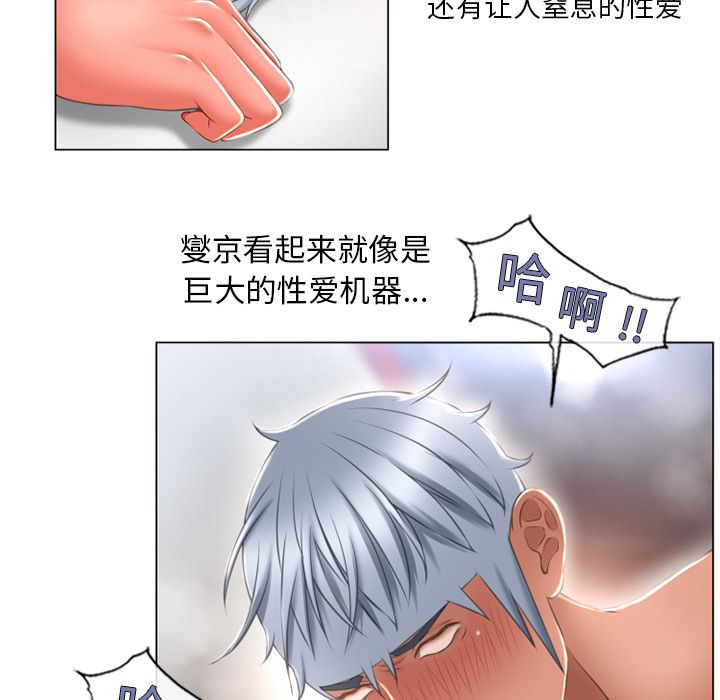 还有让人窒息的性爱
燮京看起来就像是
巨大的性爱机器...
哈 啊 !!
哈